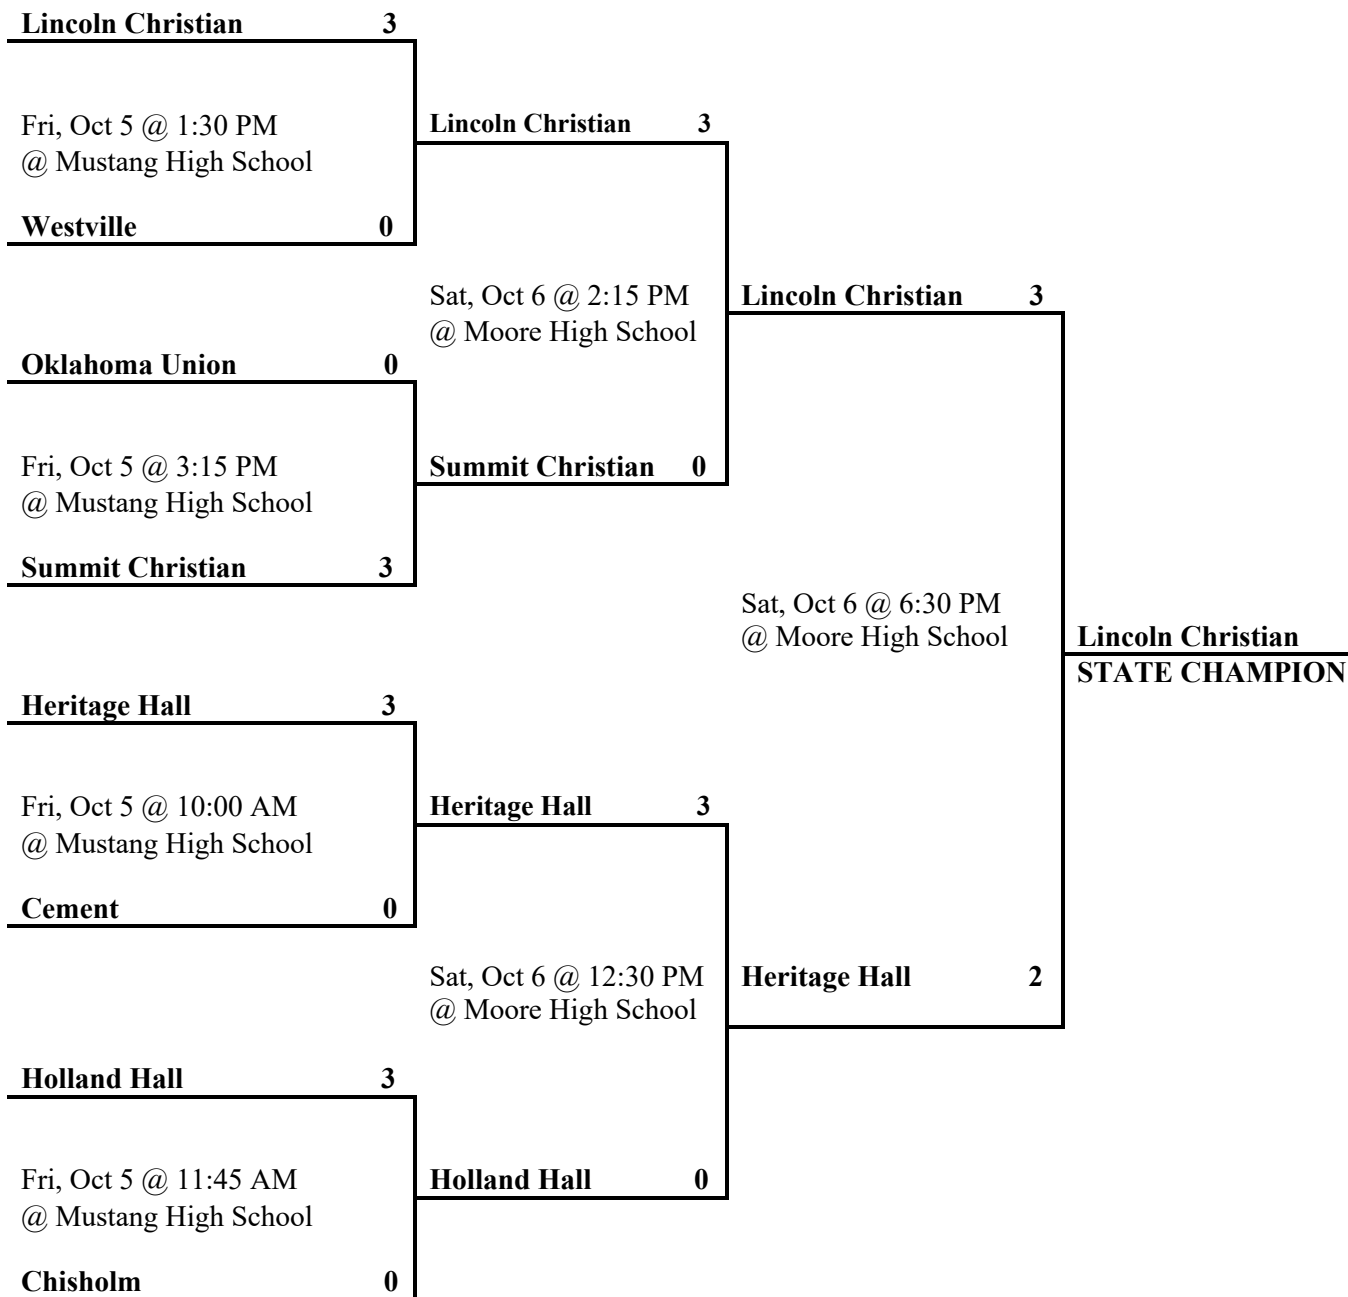 Lincoln Christian 3
Fri, Oct 5 @ 1:30 PM
@ Mustang High School
Westville 0
Lincoln Christian 3
Sat, Oct 6 @ 2:15 PM
@ Moore High School
Oklahoma Union 0
Fri, Oct 5 @ 3:15 PM
@ Mustang High School
Summit Christian 3
Summit Christian 0
Lincoln Christian 3
Sat, Oct 6 @ 6:30 PM
@ Moore High School
Lincoln Christian
STATE CHAMPION
Heritage Hall 3
Fri, Oct 5 @ 10:00 AM
@ Mustang High School
Cement 0
Heritage Hall 3
Sat, Oct 6 @ 12:30 PM
@ Moore High School
Heritage Hall 2
Holland Hall 3
Fri, Oct 5 @ 11:45 AM
@ Mustang High School
Chisholm 0
Holland Hall 0